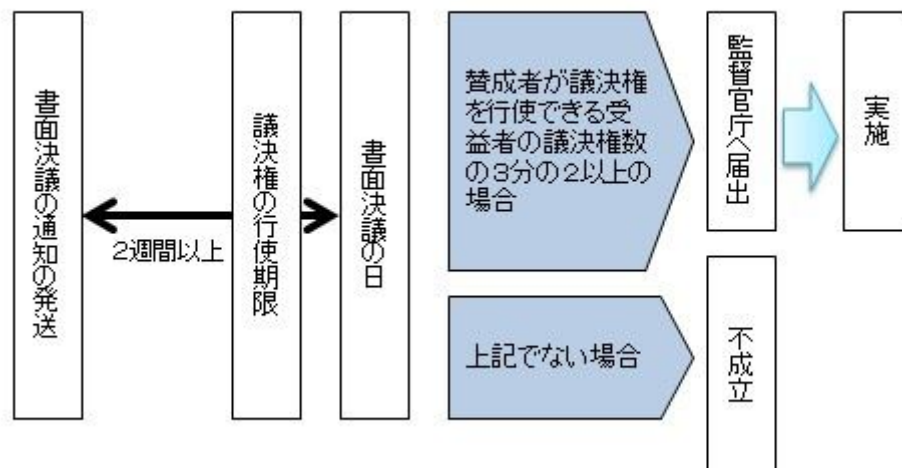 書面決議の通知の発送
2週間以上
議決権の行使期限
書面決議の日
賛成者が議決権
を行使できる受
益者の議決権数
の3分の2以上の
場合
監督官庁へ届出
実施
上記でない場合
不成立